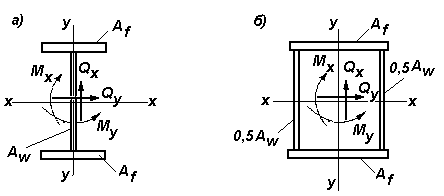 а)
y
A_f
M_x
Q_x
Q_y
x
x
M_y
A_w
A_f
y
б)
y
A_f
M_x
Q_x
0,5A_w
Q_y
x
x
M_y
0,5A_w
A_f
y